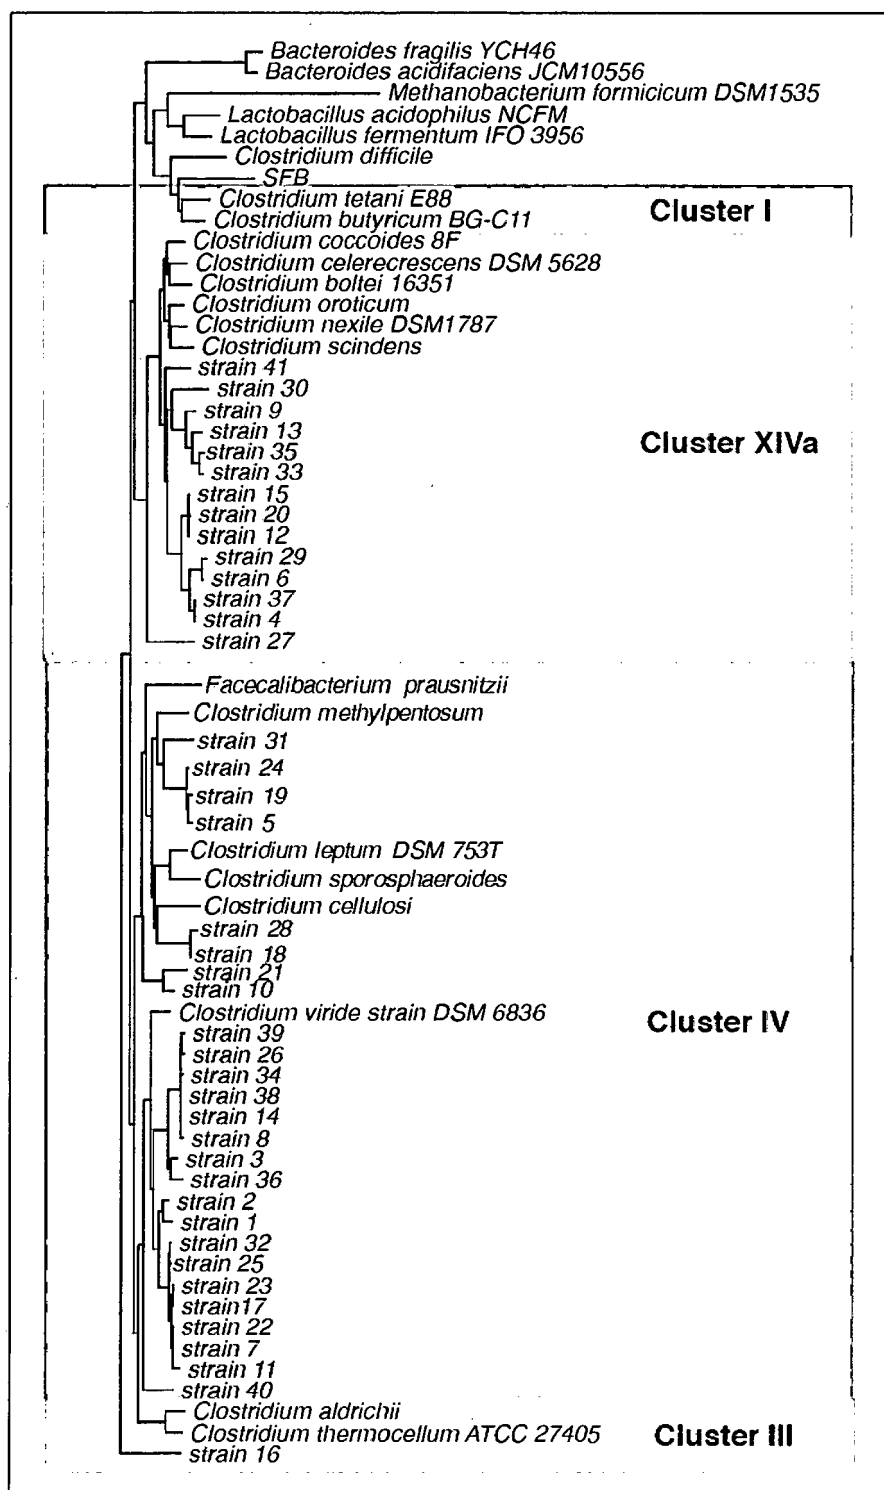 Bacteroides fragilis YCH46
Bacteroides acidifaciens JCM10556
Methanobacterium formicicum DSM1535
Lactobacillus acidophilus NCFM
Lactobacillus fermentum IFO 3956
Clostridium difficile
SFB
Clostridium tetani E88
Cluster I
Clostridium butyricum BG-C11
Clostridium coccoides 8F
Clostridium celerecrescens DSM 5628
Clostridium boltei 16351
Clostridium oroticum
Clostridium nexile DSM1787
Clostridium scindens
strain 41
strain 30
strain 9
strain 13
Cluster XIVa
strain 35
strain 33
strain 15
strain 20
strain 12
strain 29
strain 6
strain 37
strain 4
strain 27
Facecalibacterium prausnitzii
Clostridium methylpentosum
strain 31
strain 24
strain 19
strain 5
Clostridium leptum DSM 753T
Clostridium sporosphaeroides
Clostridium cellulosi
strain 28
strain 18
strain 21
strain 10
Clostridium viride strain DSM 6836
Cluster IV
strain 39
strain 26
strain 34
strain 38
strain 14
strain 8
strain 3
strain 36
strain 2
strain 1
strain 32
strain 25
strain 23
strain17
strain 22
strain 7
strain 11
strain 40
Clostridium aldrichii
Clostridium thermocellum ATCC 27405
Cluster III
strain 16